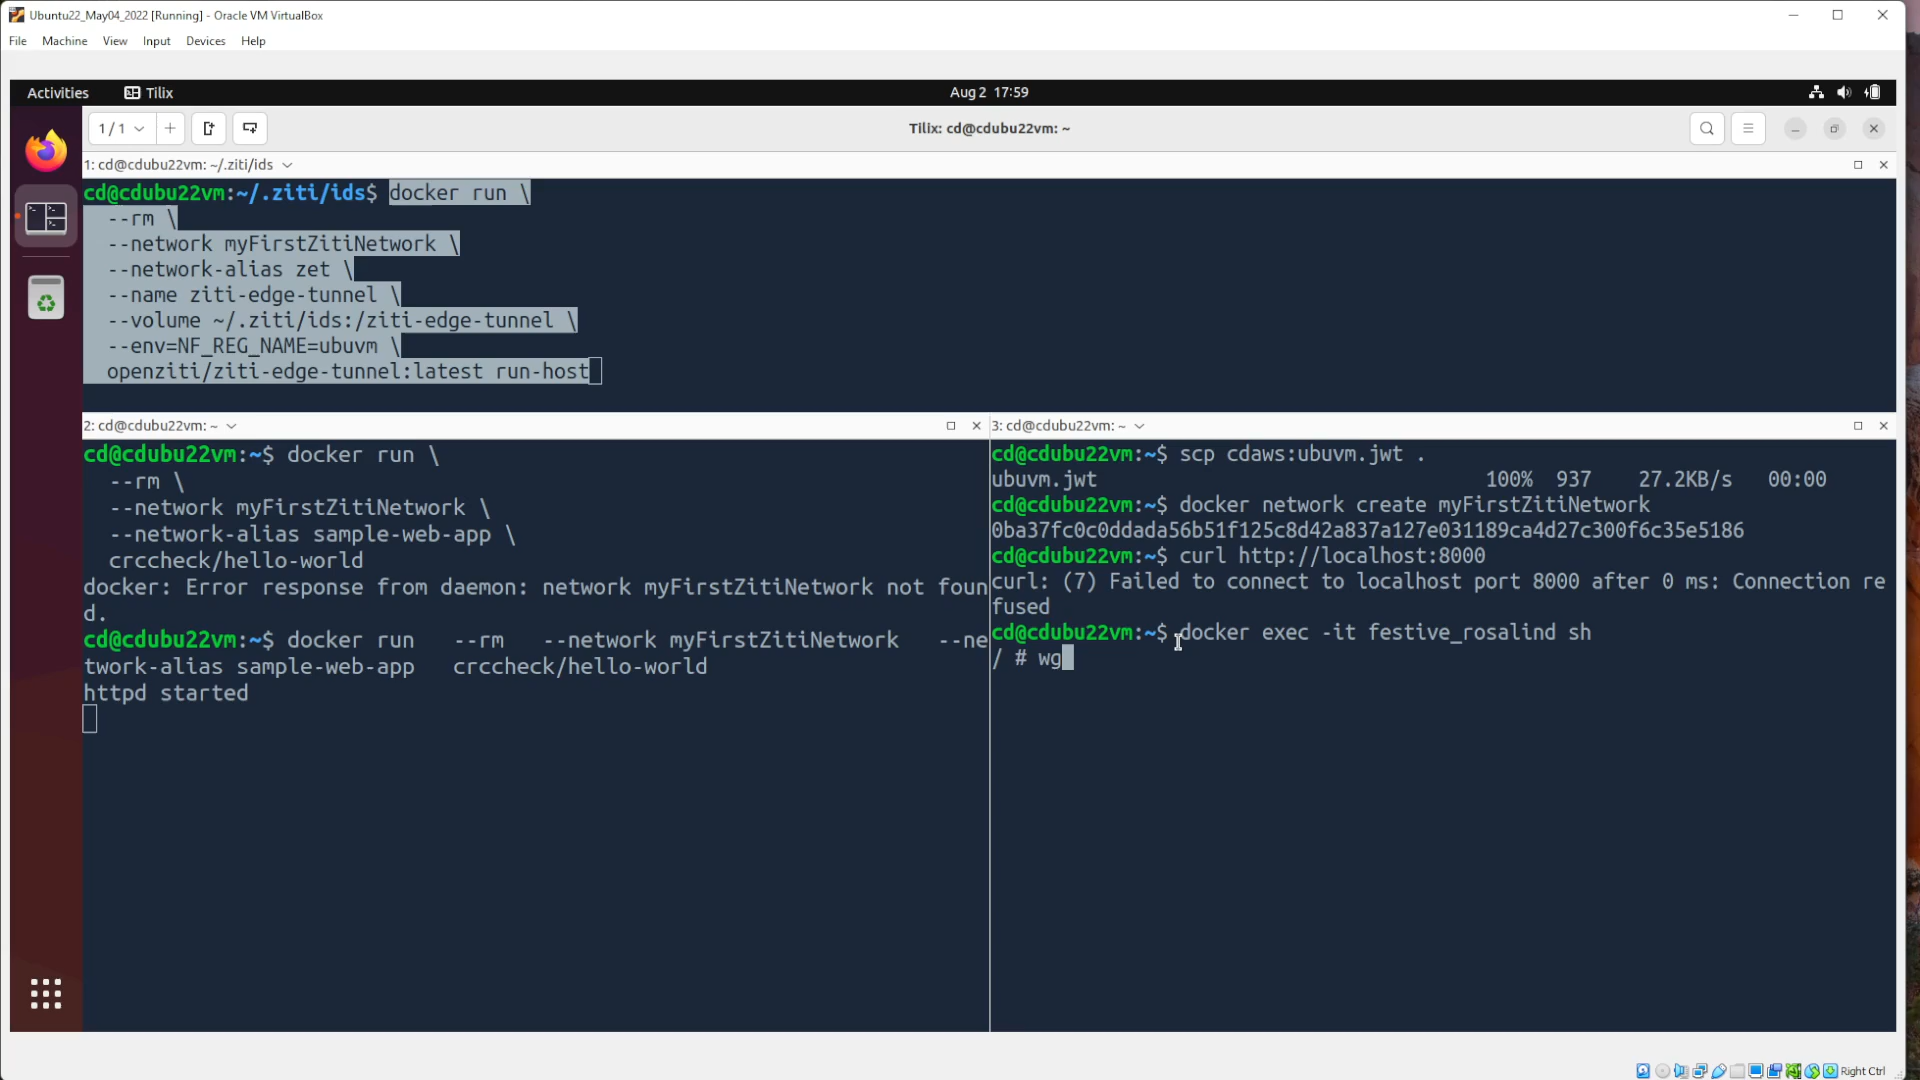 Ubuntu22_May04_2022 [Running] - Oracle VM VirtualBox
File Machine View Input Devices Help
Activities Tilix Aug 2 17:59
1 / 1 Tilix: cd@cdubu22vm: ~
1: cd@cdubu22vm: ~/.ziti/ids
cd@cdubu22vm:~/.ziti/ids$ docker run \
--rm \
--network myFirstZitiNetwork \
--network-alias zet \
--name ziti-edge-tunnel \
--volume ~/.ziti/ids:/ziti-edge-tunnel \
--env=NF_REG_NAME=ubuvm \
openziti/ziti-edge-tunnel:latest run-host
2: cd@cdubu22vm: ~
cd@cdubu22vm:~$ docker run \
--rm \
--network myFirstZitiNetwork \
--network-alias sample-web-app \
crccheck/hello-world
docker: Error response from daemon: network myFirstZitiNetwork not foun
d.
cd@cdubu22vm:~$ docker run   --rm   --network myFirstZitiNetwork   --ne
twork-alias sample-web-app   crccheck/hello-world
httpd started
3: cd@cdubu22vm: ~
cd@cdubu22vm:~$ scp cdaws:ubuvm.jwt .
ubuvm.jwt 100% 937 27.2KB/s 00:00
cd@cdubu22vm:~$ docker network create myFirstZitiNetwork
0ba37fc0c0ddada56b51f125c8d42a837a127e031189ca4d27c300f6c35e5186
cd@cdubu22vm:~$ curl http://localhost:8000
curl: (7) Failed to connect to localhost port 8000 after 0 ms: Connection re
fused
cd@cdubu22vm:~$ docker exec -it festive_rosalind sh
/ # wg
Right Ctrl